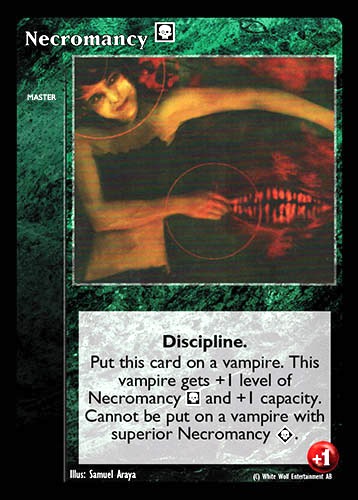 Necromancy
MASTER
Discipline.
Put this card on a vampire. This
vampire gets +1 level of
Necromancy and +1 capacity.
Cannot be put on a vampire with
superior Necromancy .
+1
Illus: Samuel Araya
(C) White Wolf Entertainment AB